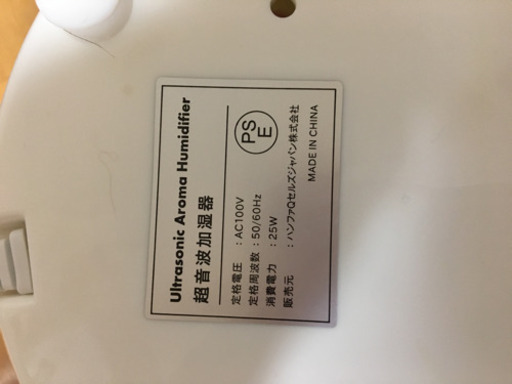 Ultrasonic Aroma Humidifier
超音波加湿器
定格電圧 : AC100V
定格周波数 : 50/60Hz
消費電力 : 25W
販売元 : ハンファQセルズジャパン株式会社
MADE IN CHINA
PS
E